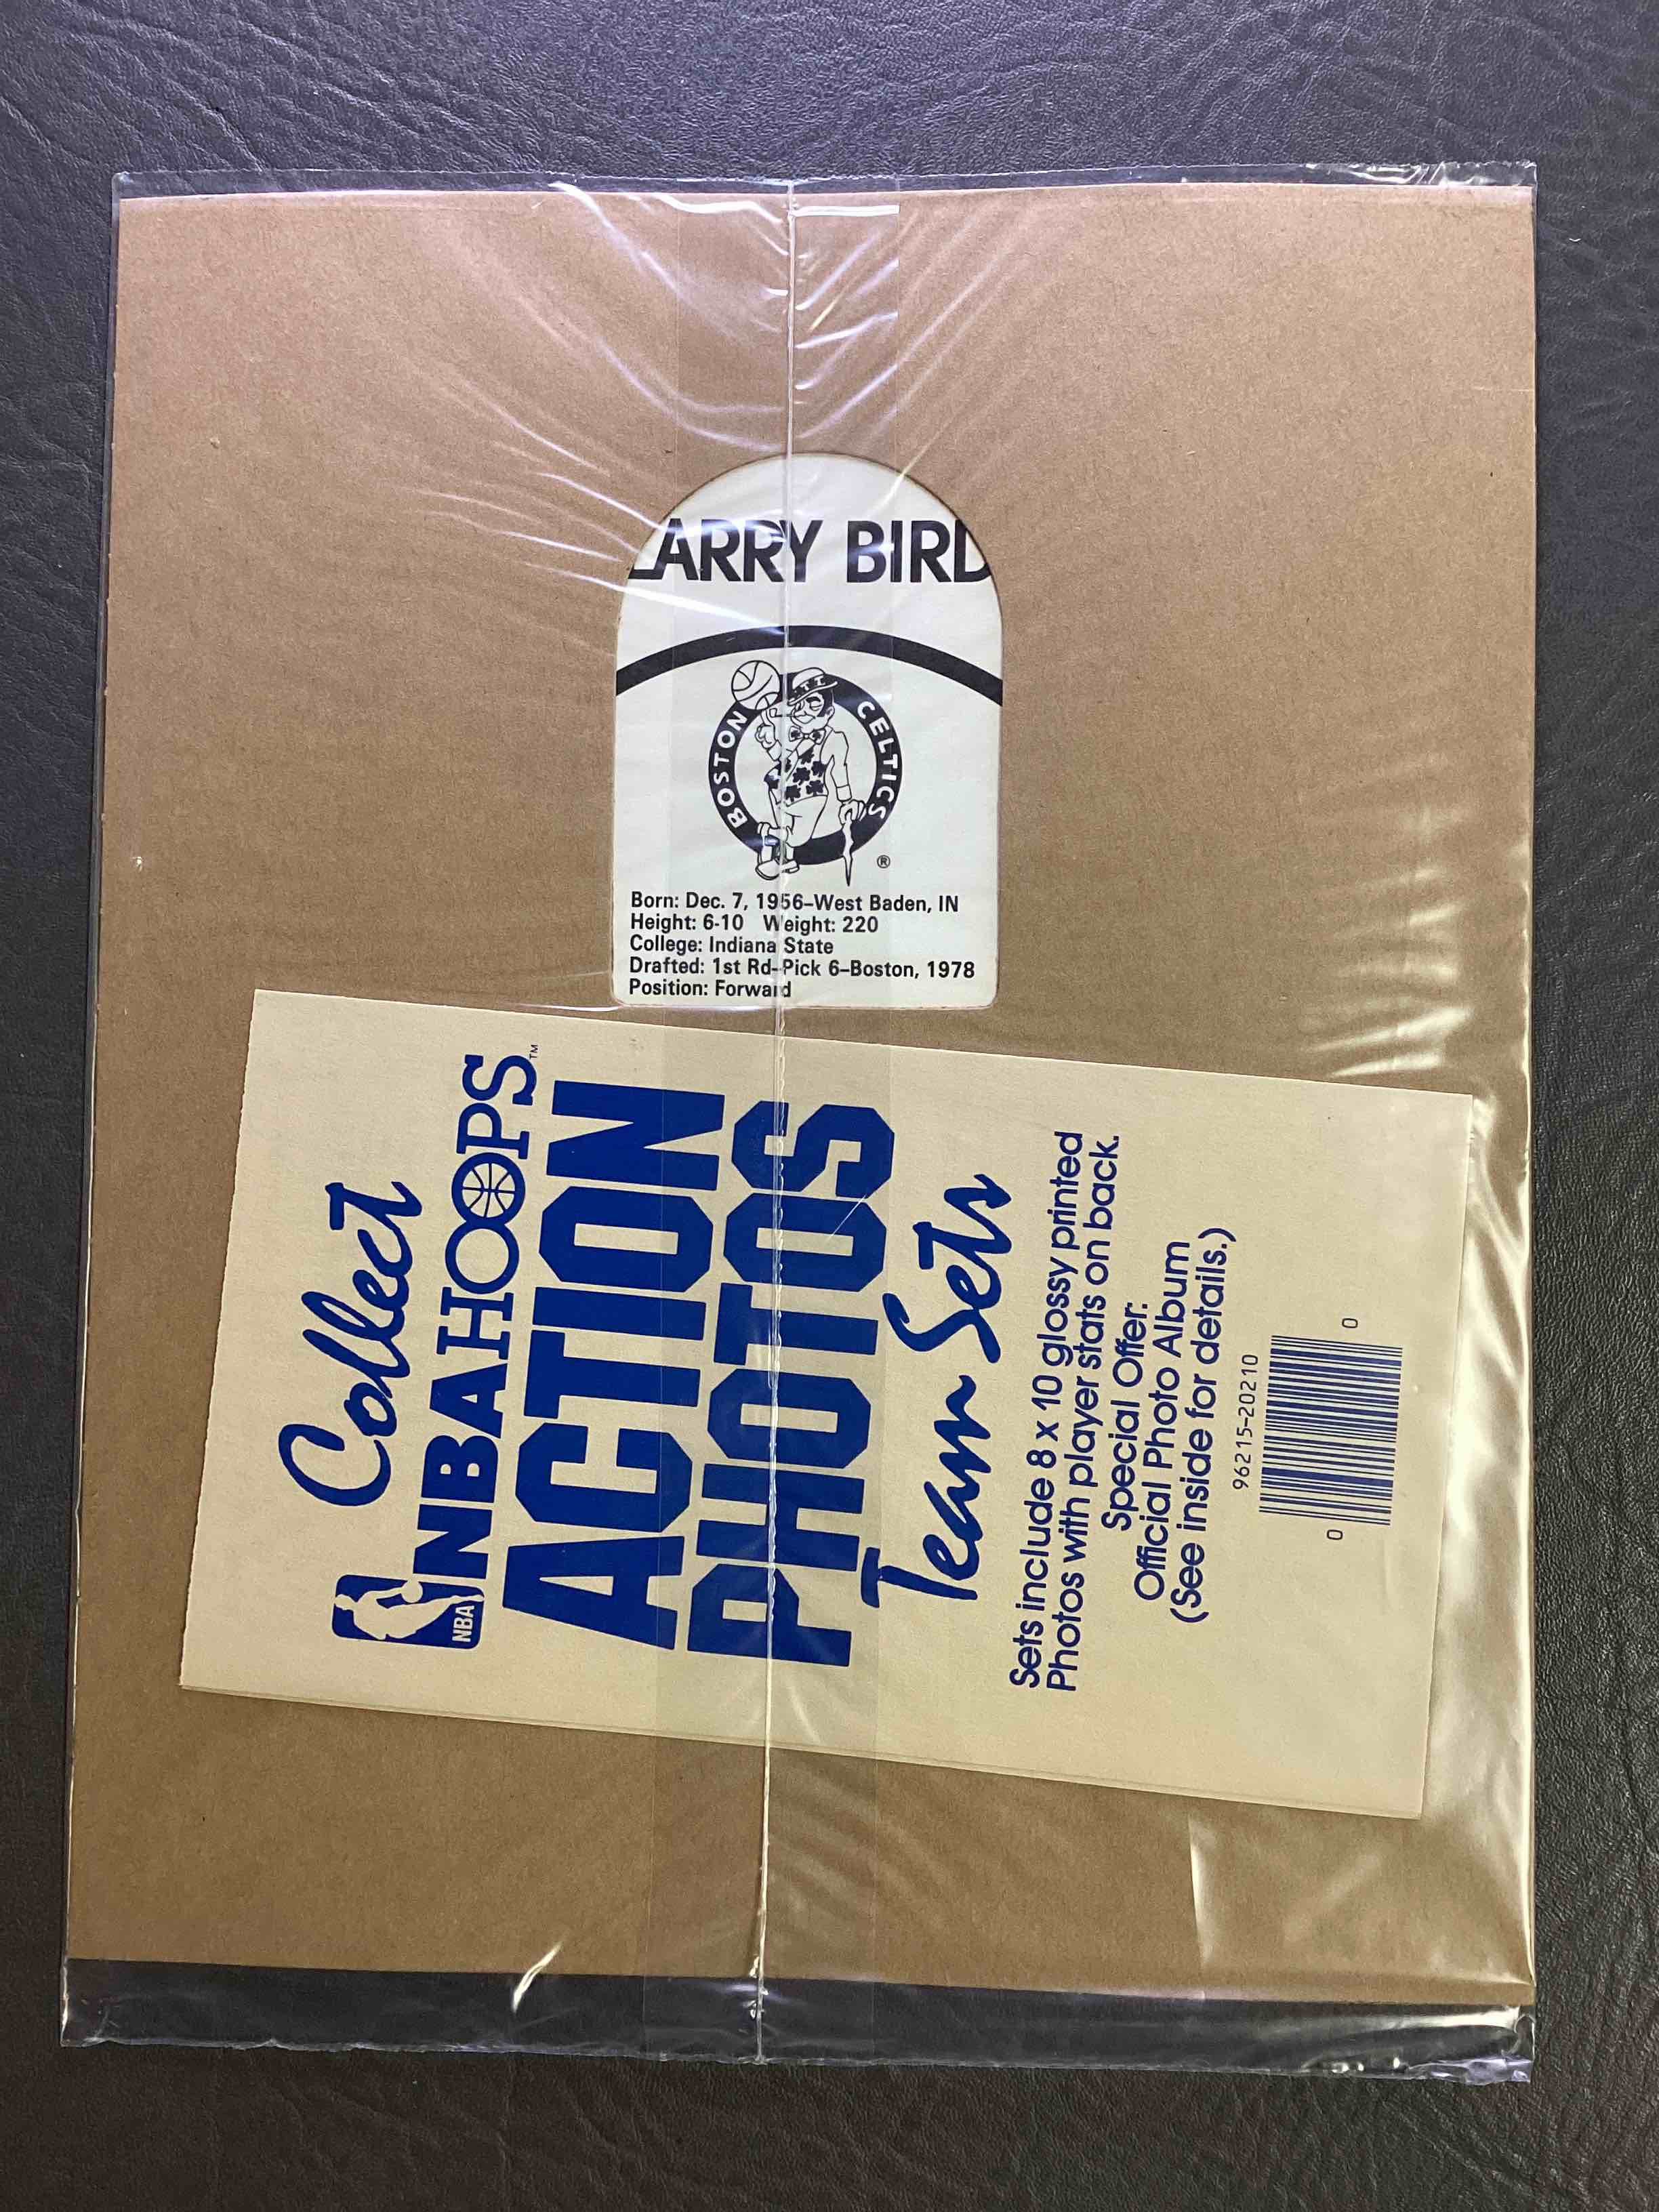 LARRY BIRD
BOSTON CELTICS
®
Born: Dec. 7, 1956–West Baden, IN
Height: 6-10 Weight: 220
College: Indiana State
Drafted: 1st Rd–Pick 6–Boston, 1978
Position: Forward
Collect
NBA NBA HOOPS™
ACTION
PHOTOS
Team Sets
Sets include 8 x 10 glossy printed
Photos with player stats on back.
Special Offer:
Official Photo Album
(See inside for details.)
96215-20210
0 0